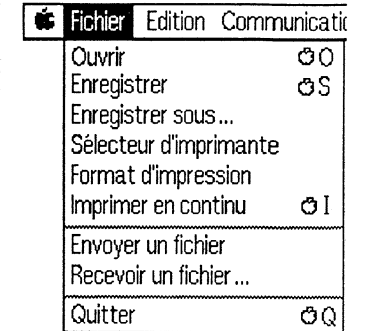 Fichier Edition Communicatio
Ouvrir O
Enregistrer S
Enregistrer sous...
Sélecteur d'imprimante
Format d'impression
Imprimer en continu I
Envoyer un fichier
Recevoir un fichier...
Quitter Q